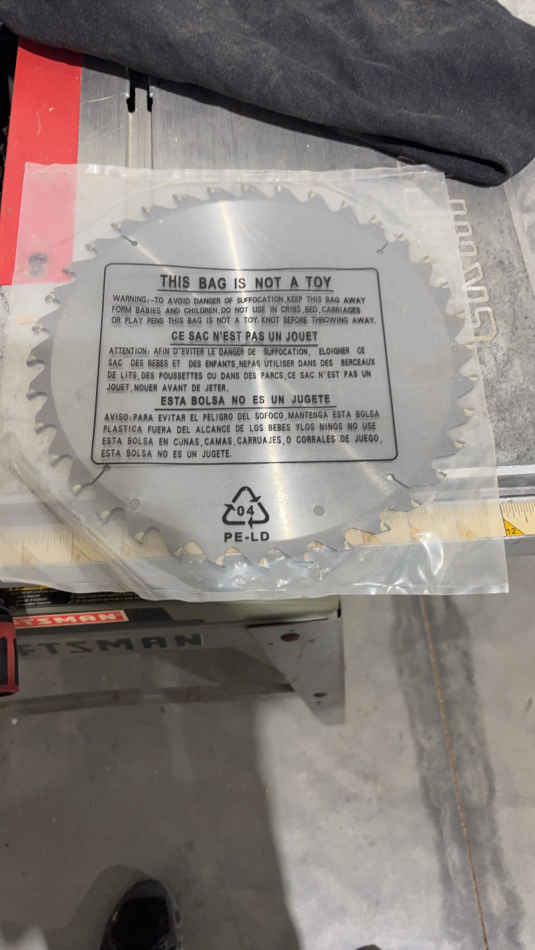 THIS BAG IS NOT A TOY
WARNING:-TO AVOID DANGER OF SUFFOCATION,KEEP THIS BAG AWAY
FORM BABIES AND CHILDREN,DO NOT USE IN CRIBS,BED,CARRIAGES
OR PLAY PENS THIS BAG IS NOT A TOY.KNOT BEFORE THROWING AWAY.
CE SAC N'EST PAS UN JOUET
ATTENTION: AFIN D'EVITER LE DANGER DE SUFFOCATION, ELOIGNER CE
SAC DES BEBES ET DES ENFANTS,NEPAS UTILISER DANS DES BERCEAUX
DE LITS,DES POUSSETTES OU DANS DES PARCS,CE SAC N'EST PAS UN
JOUET,NOUER AVANT DE JETER.
ESTA BOLSA NO ES UN JUGETE
AVISO:PARA EVITAR EL PELIGRO DEL SOFOCO,MANTENGA ESTA BOLSA
PLASTICA FUERA DEL ALCANCE DE LOS BEBES YLOS NINOS NO USE
ESTA BOLSA EN CUNAS,CAMAS,CARRUAJES,O CORRALES DE JUEGO,
ESTA BOLSA NO ES UN JUGETE.
04
PE-LD
12
ETSMAN
ETSMAN